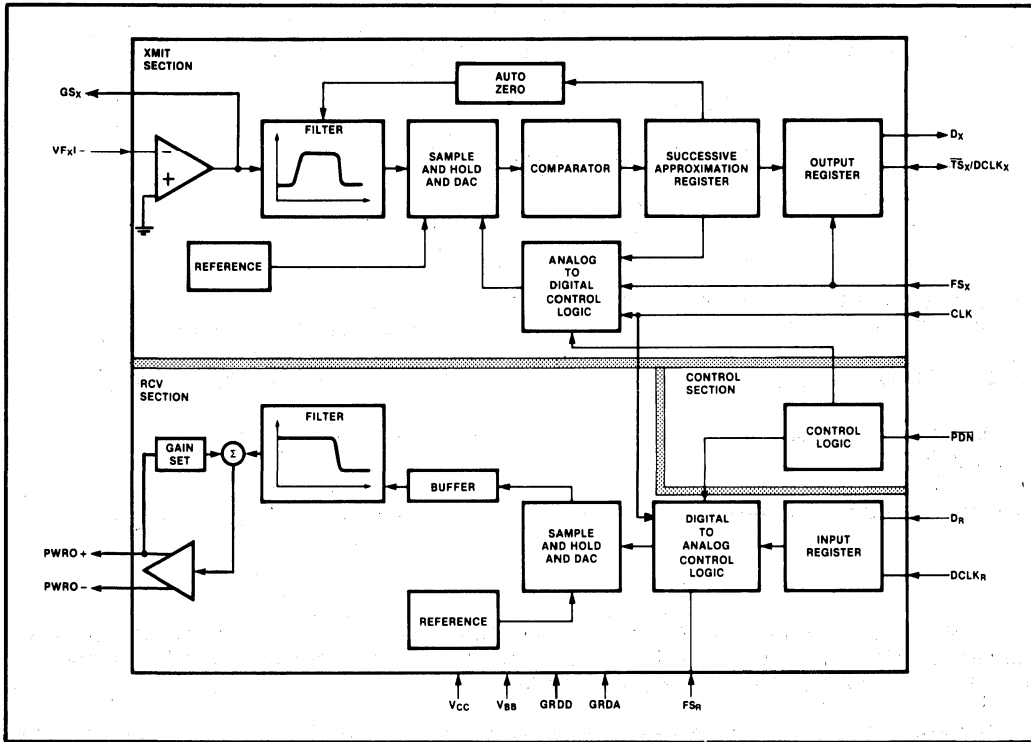 XMIT
SECTION
GSX
VFXI-
-
+
FILTER
AUTO
ZERO
SAMPLE
AND HOLD
AND DAC
COMPARATOR
SUCCESSIVE
APPROXIMATION
REGISTER
OUTPUT
REGISTER
DX
T̅S̅X/DCLKX
REFERENCE
ANALOG
TO
DIGITAL
CONTROL
LOGIC
FSX
CLK
RCV
SECTION
CONTROL
SECTION
FILTER
GAIN
SET
Σ
BUFFER
CONTROL
LOGIC
P̅D̅N̅
SAMPLE
AND HOLD
AND DAC
DIGITAL
TO
ANALOG
CONTROL
LOGIC
INPUT
REGISTER
DR
DCLKR
PWRO+
PWRO-
REFERENCE
VCC
VBB
GRDD
GRDA
FSR